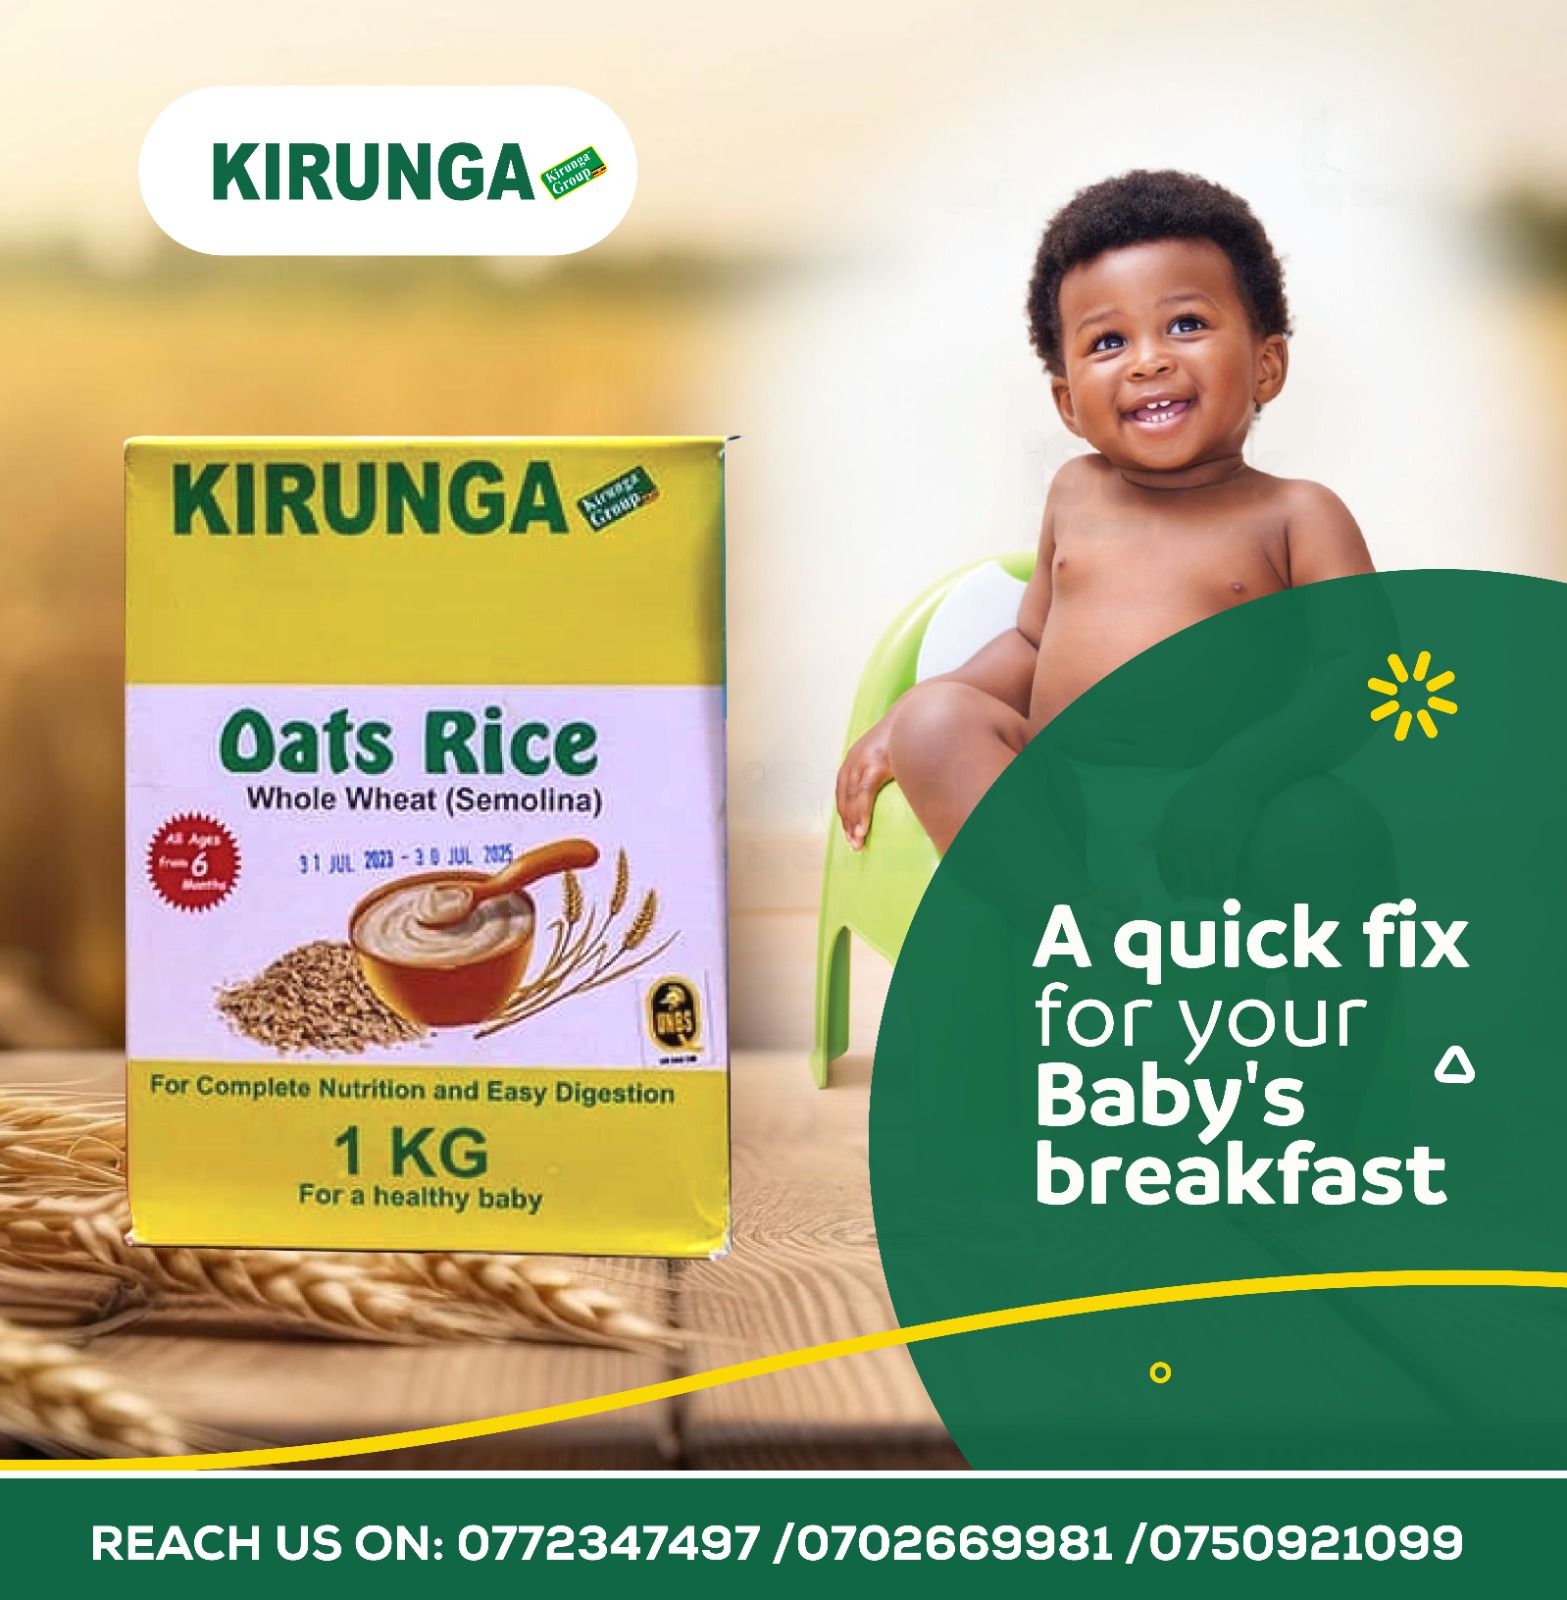 KIRUNGA
Kirunga
Group
KIRUNGA
Kirunga
Group
Oats Rice
Whole Wheat (Semolina)
All Ages
from 6
Months
31 JUL 2023 - 30 JUL 2025
UNBS
For Complete Nutrition and Easy Digestion
1 KG
For a healthy baby
A quick fix
for your
Baby's
breakfast
REACH US ON: 0772347497 /0702669981 /0750921099